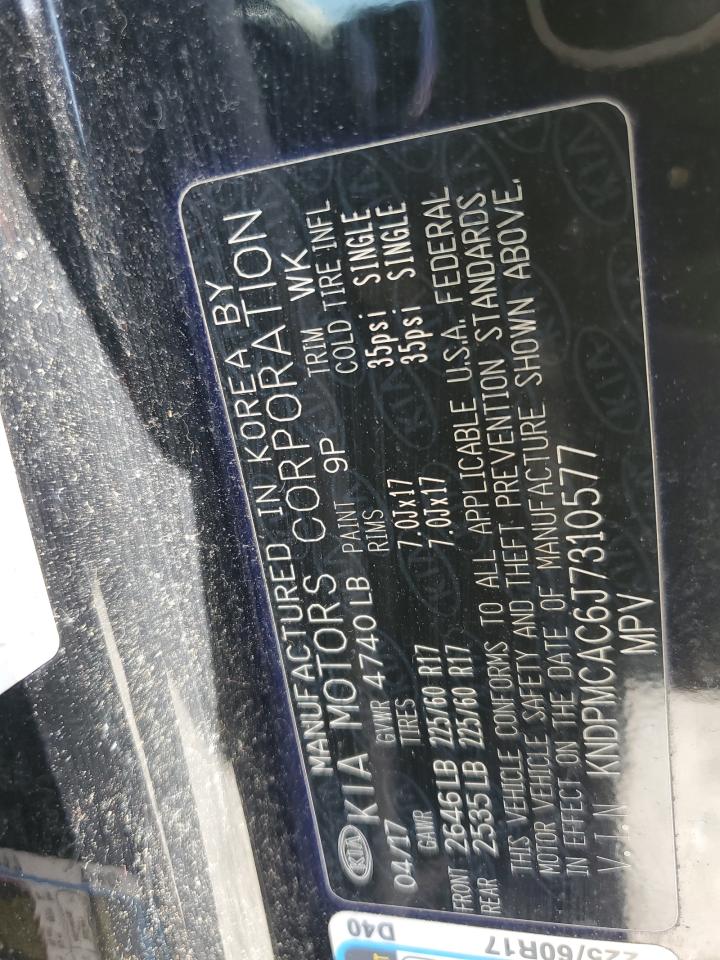 MANUFACTURED IN KOREA BY
KIA KIA MOTORS CORPORATION
04/17 GVWR 4740LB PAINT 9P TRIM WK
GAWR TIRES RIMS COLD TIRE INFL
FRONT 2646LB 225/60 R17 7.0Jx17 35psi SINGLE
REAR 2535LB 225/60 R17 7.0Jx17 35psi SINGLE
THIS VEHICLE CONFORMS TO ALL APPLICABLE U.S.A. FEDERAL
MOTOR VEHICLE SAFETY AND THEFT PREVENTION STANDARDS
IN EFFECT ON THE DATE OF MANUFACTURE SHOWN ABOVE.
V.I.N KNDPMCAC6J7310577
MPV
D40
225/60R17